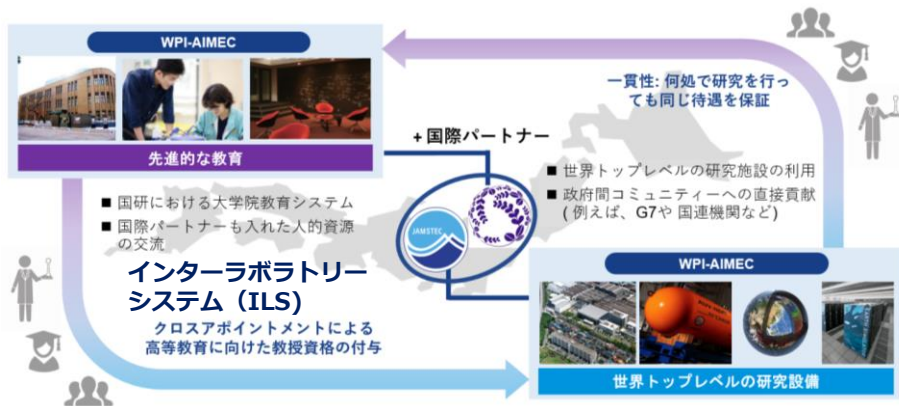 WPI-AIMEC
先進的な教育
一貫性: 何処で研究を行っ
ても同じ待遇を保証
+ 国際パートナー
■ 世界トップレベルの研究施設の利用
■ 政府間コミュニティーへの直接貢献
( 例えば、G7や 国連機関など)
■ 国研における大学院教育システム
■ 国際パートナーも入れた人的資源
の交流
JAMSTEC
インターラボラトリー
システム（ILS)
クロスアポイントメントによる
高等教育に向けた教授資格の付与
WPI-AIMEC
世界トップレベルの研究設備